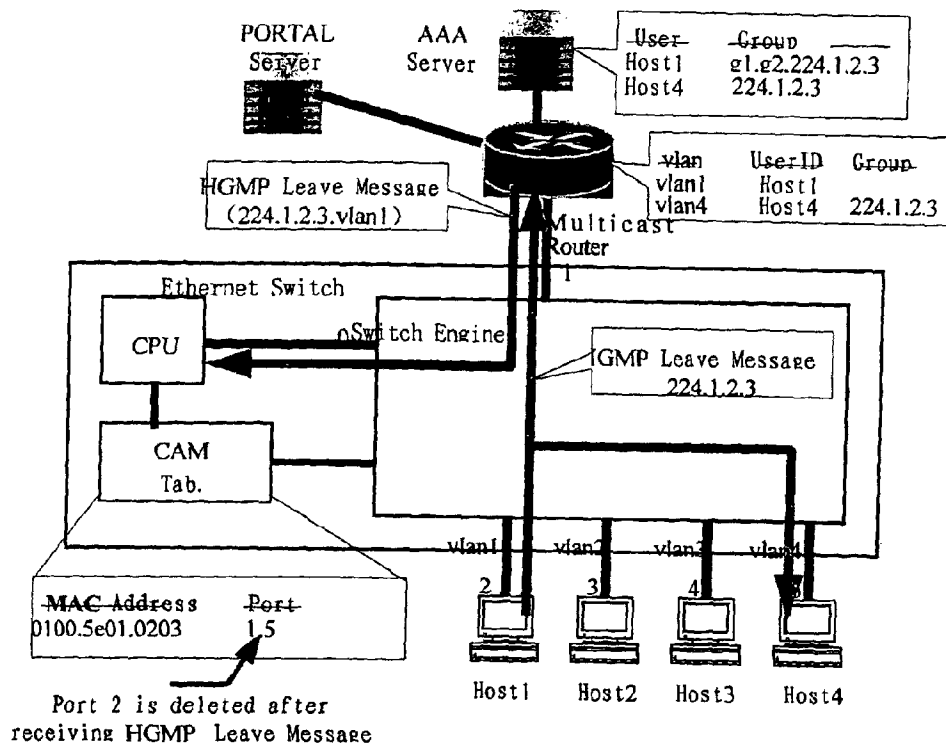 PORTAL
Server
AAA
Server
User Group
Host1 g1.g2.224.1.2.3
Host4 224.1.2.3
vlan UserID Group
vlan1 Host1
vlan4 Host4 224.1.2.3
HGMP Leave Message
(224.1.2.3.vlan1)
Multicast
Router
1
Ethernet Switch
CPU
Switch Engine
IGMP Leave Message
224.1.2.3
CAM
Tab.
vlan1 vlan2 vlan3 vlan4
2 3 4
MAC Address Port
0100.5e01.0203 1.5
Host1 Host2 Host3 Host4
Port 2 is deleted after
receiving HGMP Leave Message